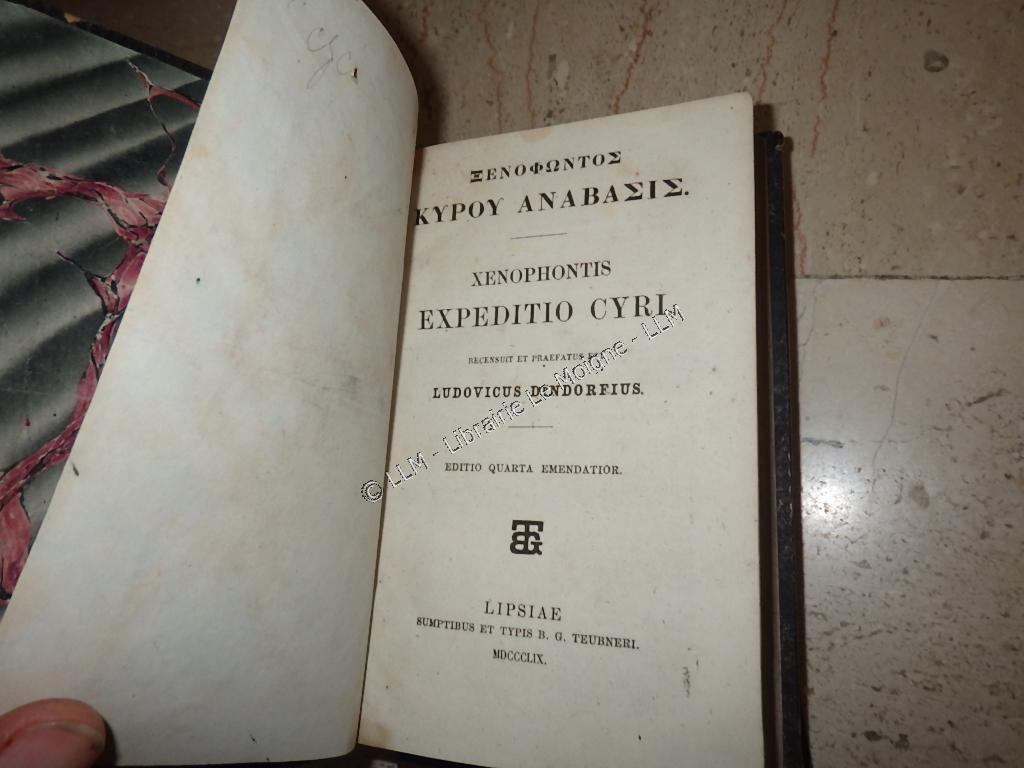 ΞΕΝΟΦΩΝΤΟΣ
ΚΥΡΟΥ ΑΝΑΒΑΣΙΣ.
XENOPHONTIS
EXPEDITIO CYRI.
RECENSUIT ET PRAEFATUS EST
LUDOVICUS DINDORFIUS.
EDITIO QUARTA EMENDATIOR.
BTG
LIPSIAE
SUMPTIBUS ET TYPIS B. G. TEUBNERI.
MDCCCLIX.
© LLM - Librairie Le Moigne - LLM